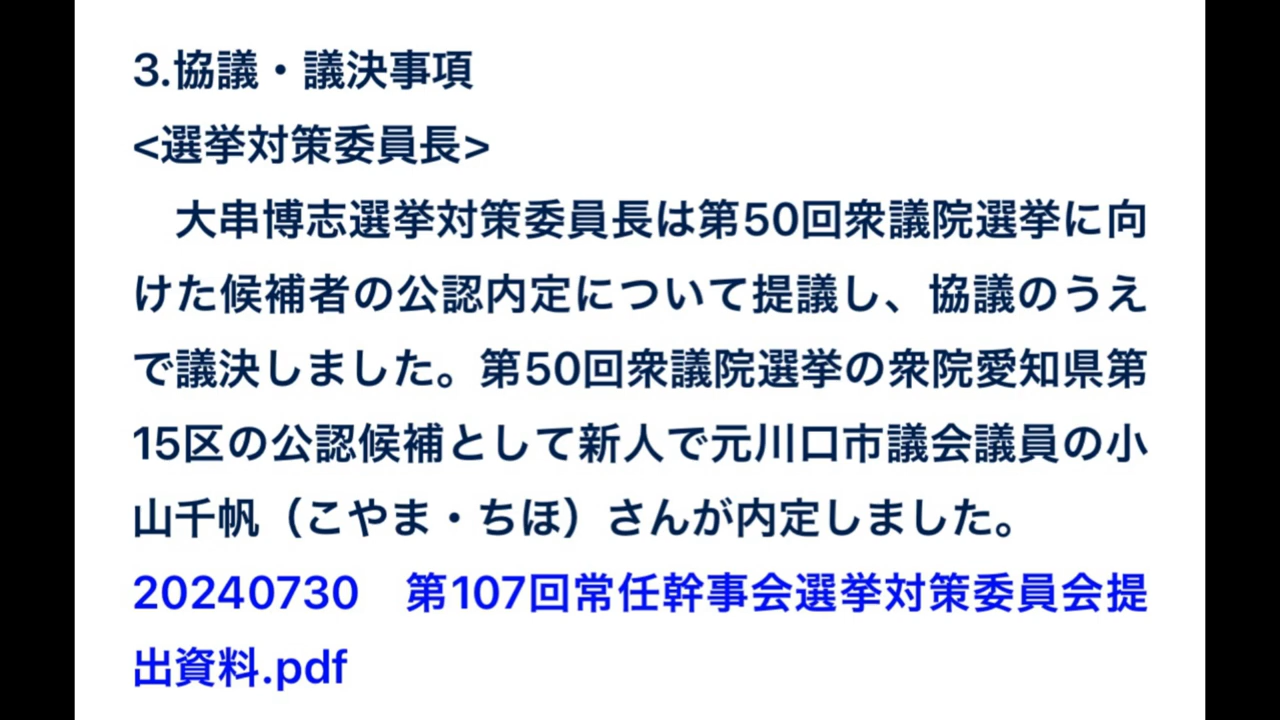 3.協議・議決事項
<選挙対策委員長>
　大串博志選挙対策委員長は第50回衆議院選挙に向
けた候補者の公認内定について提議し、協議のうえ
で議決しました。第50回衆議院選挙の衆院愛知県第
15区の公認候補として新人で元川口市議会議員の小
山千帆（こやま・ちほ）さんが内定しました。
20240730　第107回常任幹事会選挙対策委員会提
出資料.pdf